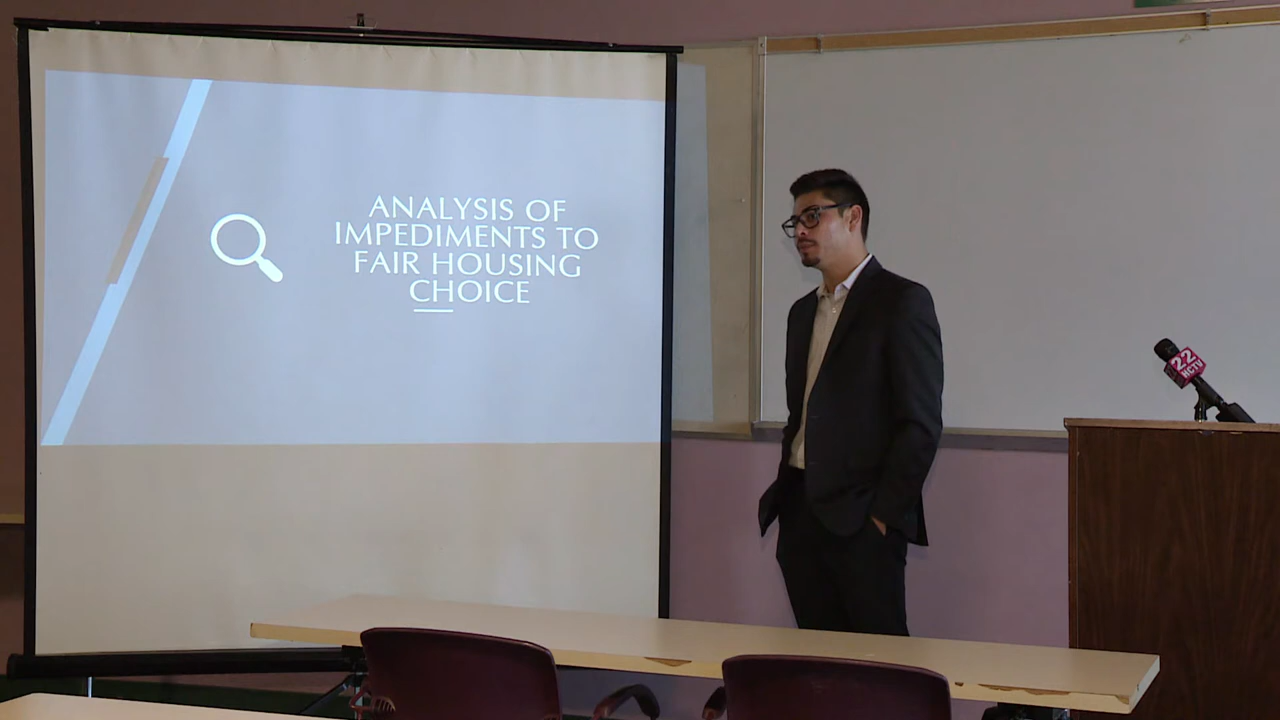 ANALYSIS OF
IMPEDIMENTS TO
FAIR HOUSING
CHOICE
22
KCTV